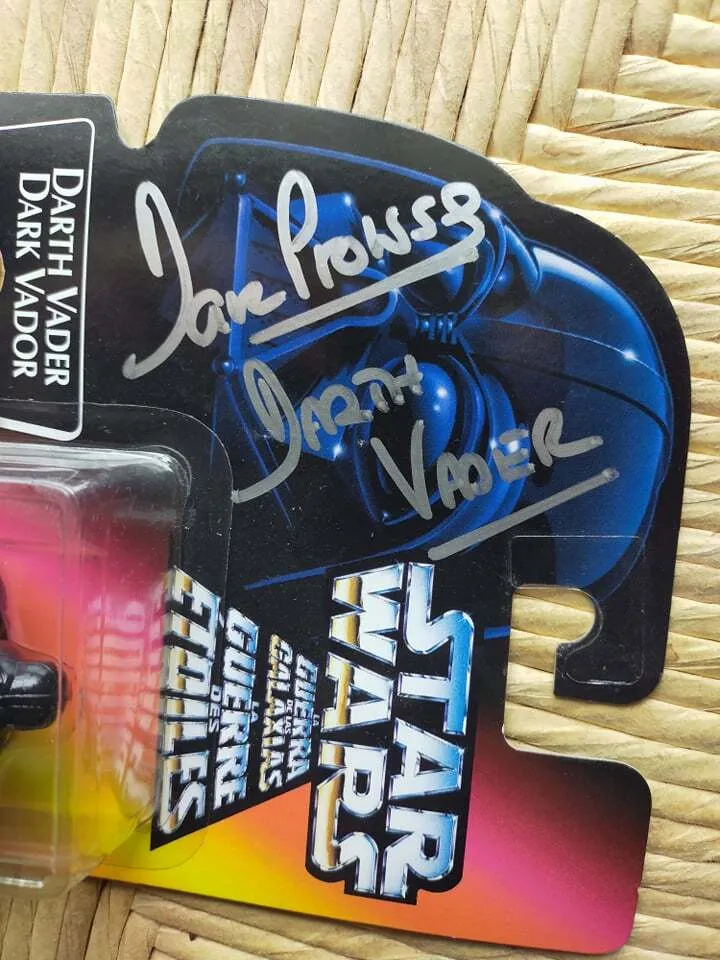 DARTH VADER
DARK VADOR
Dave Prowse
DARTH
VADER
STAR
WARS
LA
GUERRA
DE LAS
GALAXIAS
LA
GUERRE
DES
ETOILES